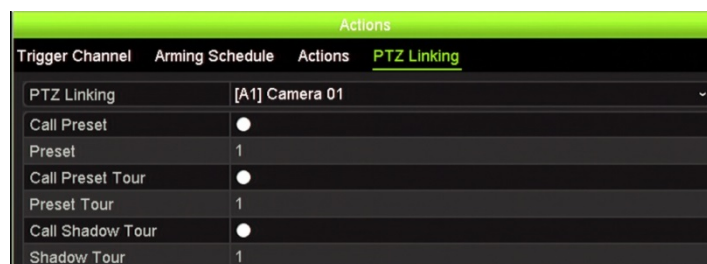 Actions
Trigger Channel Arming Schedule Actions PTZ Linking
PTZ Linking [A1] Camera 01
Call Preset
Preset 1
Call Preset Tour
Preset Tour 1
Call Shadow Tour
Shadow Tour 1